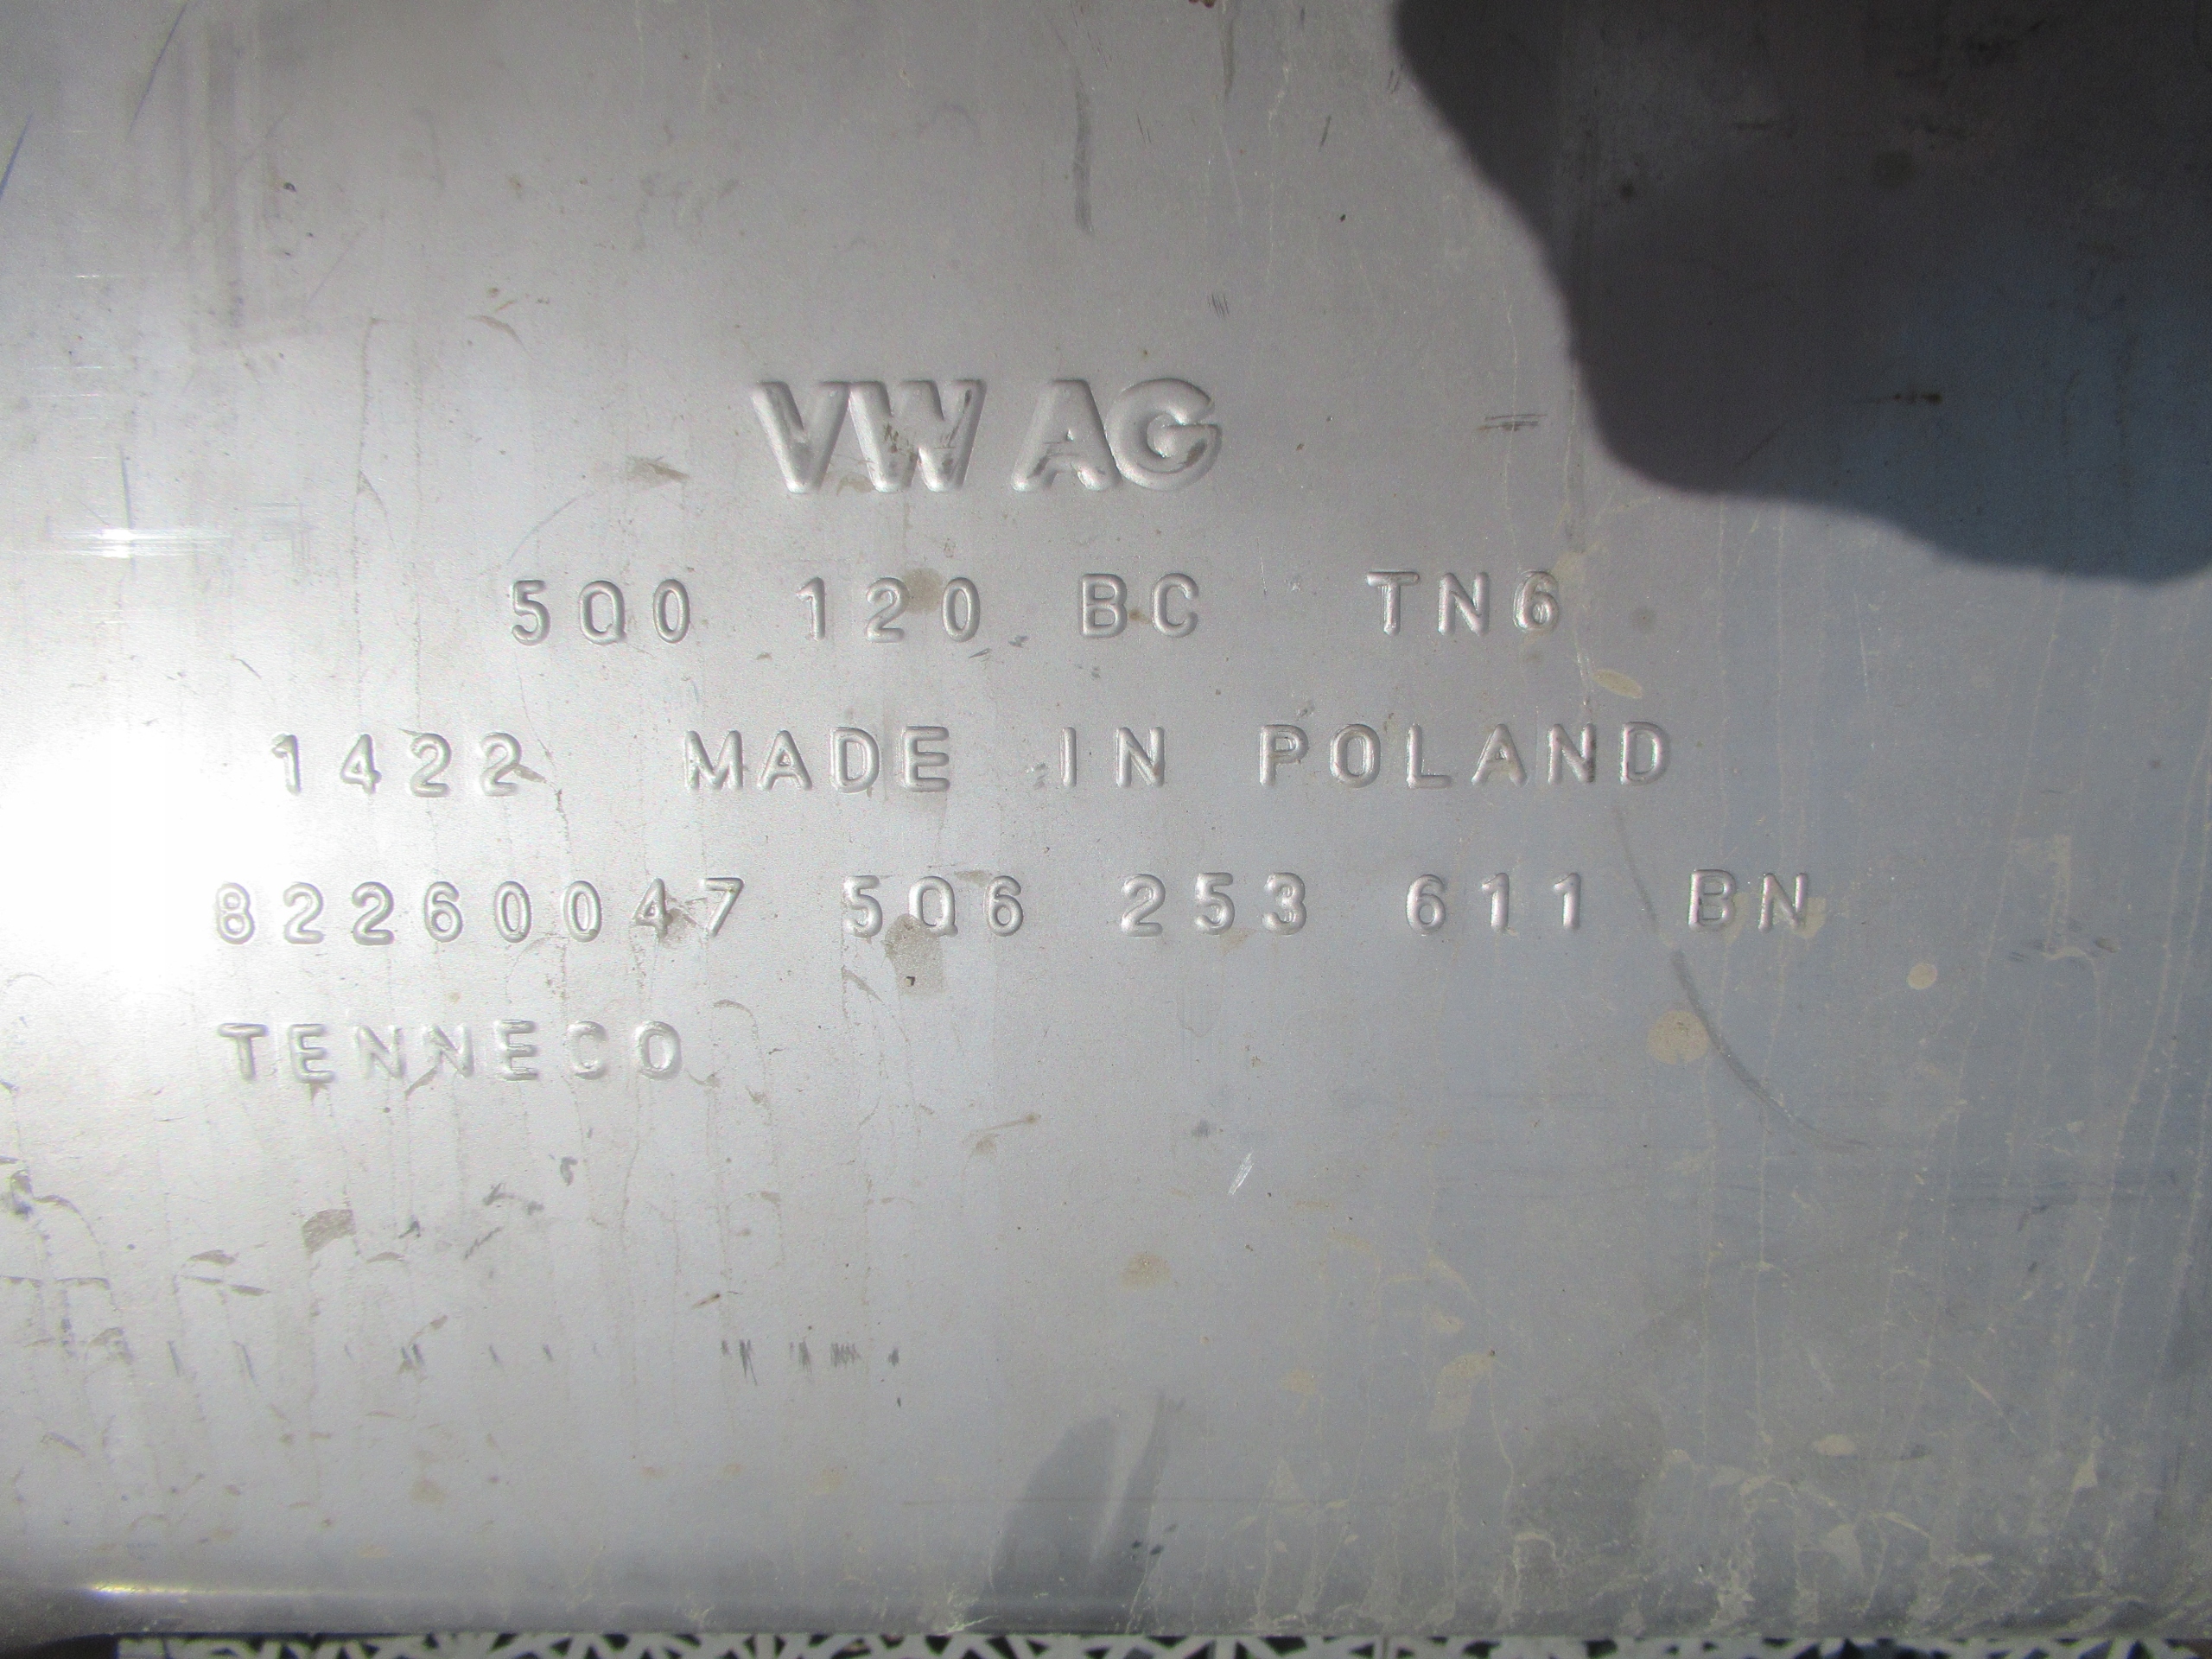 VW AG
5Q0 120 BC TN6
1422 MADE IN POLAND
82260047 5Q6 253 611 BN
TENNECO